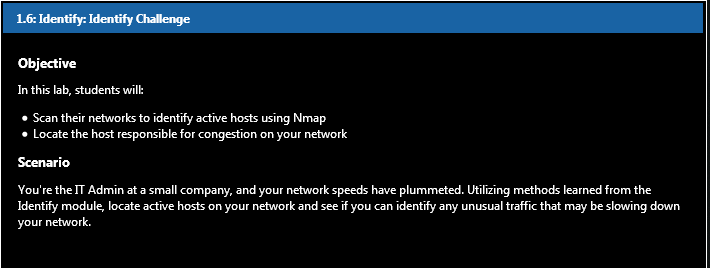 1.6: Identify: Identify Challenge
Objective
In this lab, students will:
• Scan their networks to identify active hosts using Nmap
• Locate the host responsible for congestion on your network
Scenario
You're the IT Admin at a small company, and your network speeds have plummeted. Utilizing methods learned from the
Identify module, locate active hosts on your network and see if you can identify any unusual traffic that may be slowing down
your network.